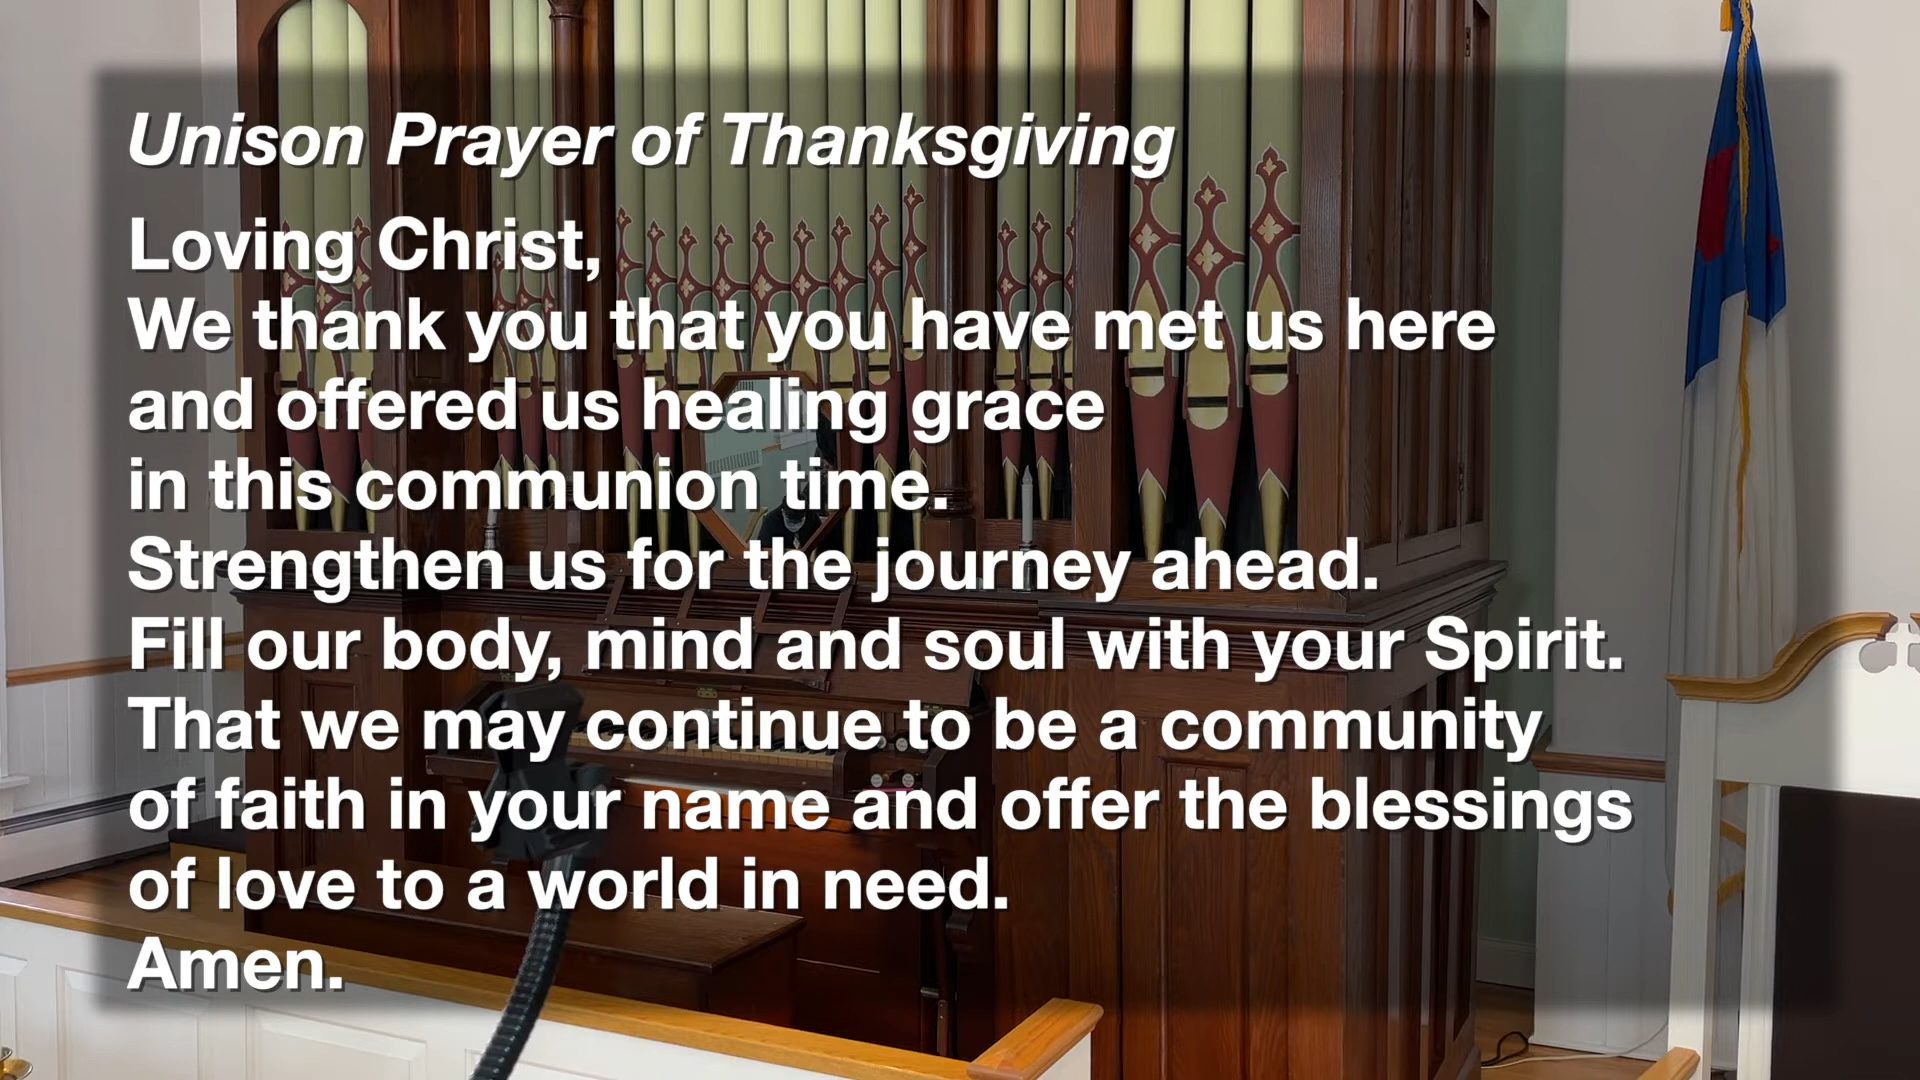 Unison Prayer of Thanksgiving
Loving Christ,
We thank you that you have met us here
and offered us healing grace
in this communion time.
Strengthen us for the journey ahead.
Fill our body, mind and soul with your Spirit.
That we may continue to be a community
of faith in your name and offer the blessings
of love to a world in need.
Amen.